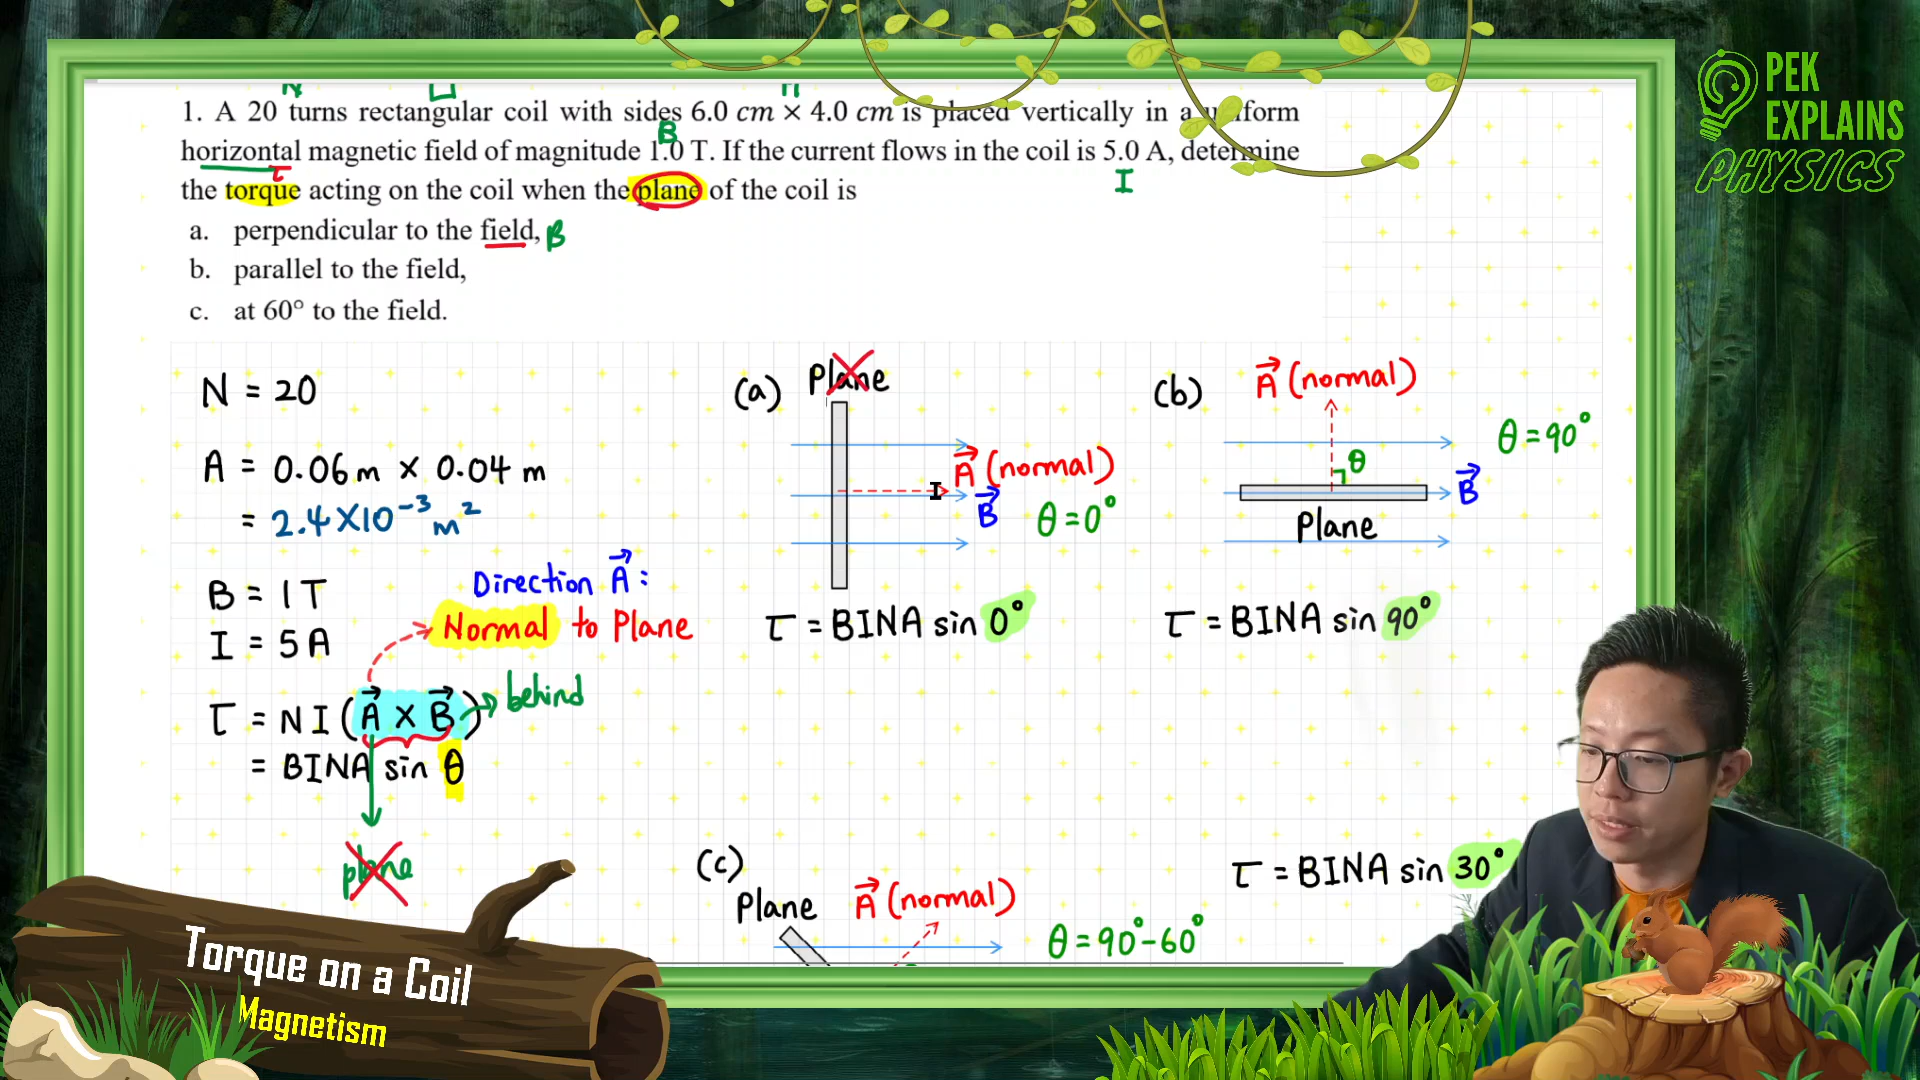 PEK
EXPLAINS
PHYSICS
N
A
1. A 20 turns rectangular coil with sides 6.0 cm × 4.0 cm is placed vertically in a uniform
B
horizontal magnetic field of magnitude 1.0 T. If the current flows in the coil is 5.0 A, determine
τ
the torque acting on the coil when the plane of the coil is
I
a. perpendicular to the field, B
b. parallel to the field,
c. at 60° to the field.
N = 20
A = 0.06 m × 0.04 m
= 2.4 × 10⁻³ m²
B = 1 T
I = 5 A
Direction A⃗ :
Normal to Plane
τ = N I (A⃗ × B⃗) → behind
= BINA sin θ
plane
(a) Plane
A⃗ (normal)
B⃗
θ = 0°
τ = BINA sin 0°
(b) A⃗ (normal)
θ = 90°
θ
B⃗
Plane
τ = BINA sin 90°
(c)
Plane
A⃗ (normal)
θ = 90° - 60°
τ = BINA sin 30°
Torque on a Coil
Magnetism